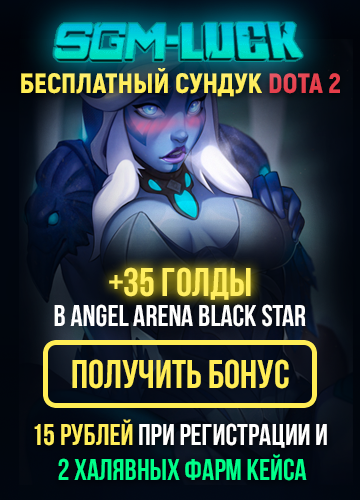 SGM-LUCK
БЕСПЛАТНЫЙ СУНДУК DOTA 2
+35 ГОЛДЫ
В ANGEL ARENA BLACK STAR
ПОЛУЧИТЬ БОНУС
15 РУБЛЕЙ ПРИ РЕГИСТРАЦИИ И
2 ХАЛЯВНЫХ ФАРМ КЕЙСА